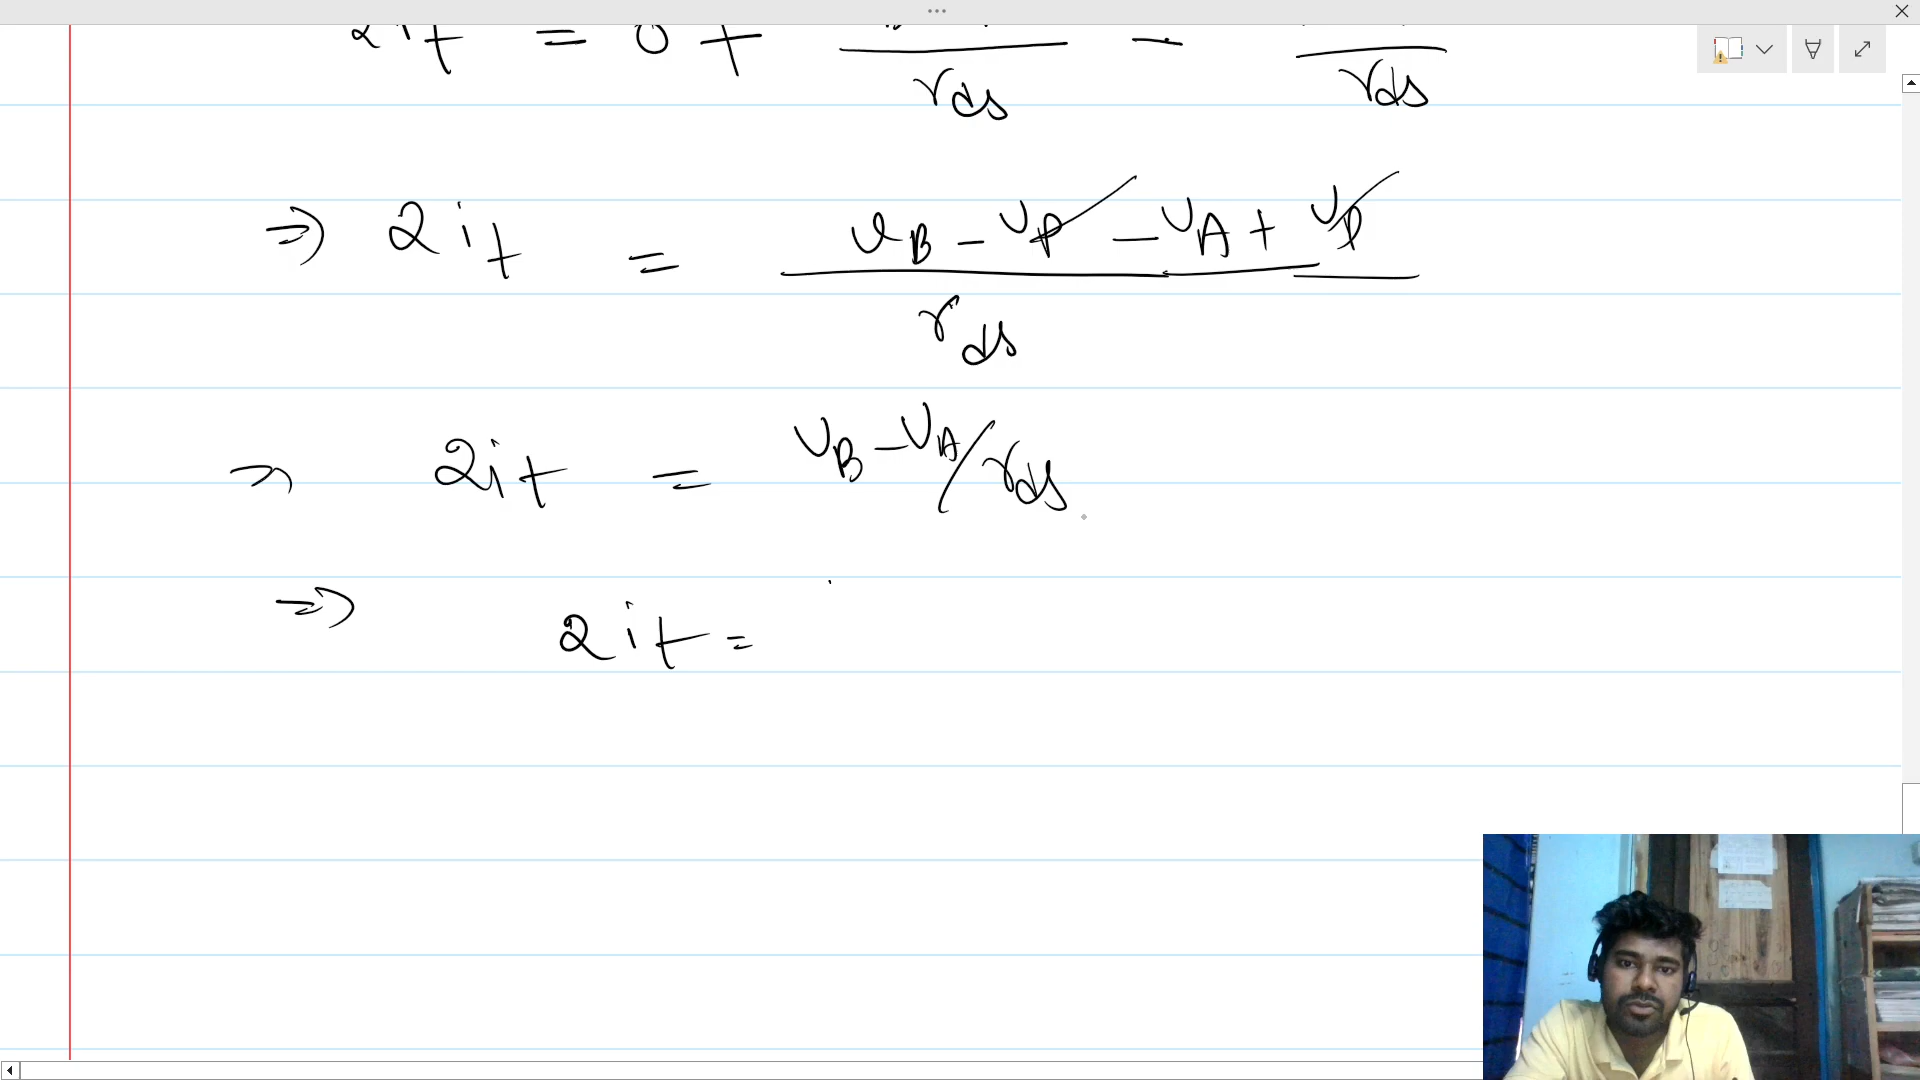 2it = 0 + / rds - / rds
⇒ 2it = vB - vP - vA + vP / rds
⇒ 2it = vB - vA / rds
⇒ 2it =